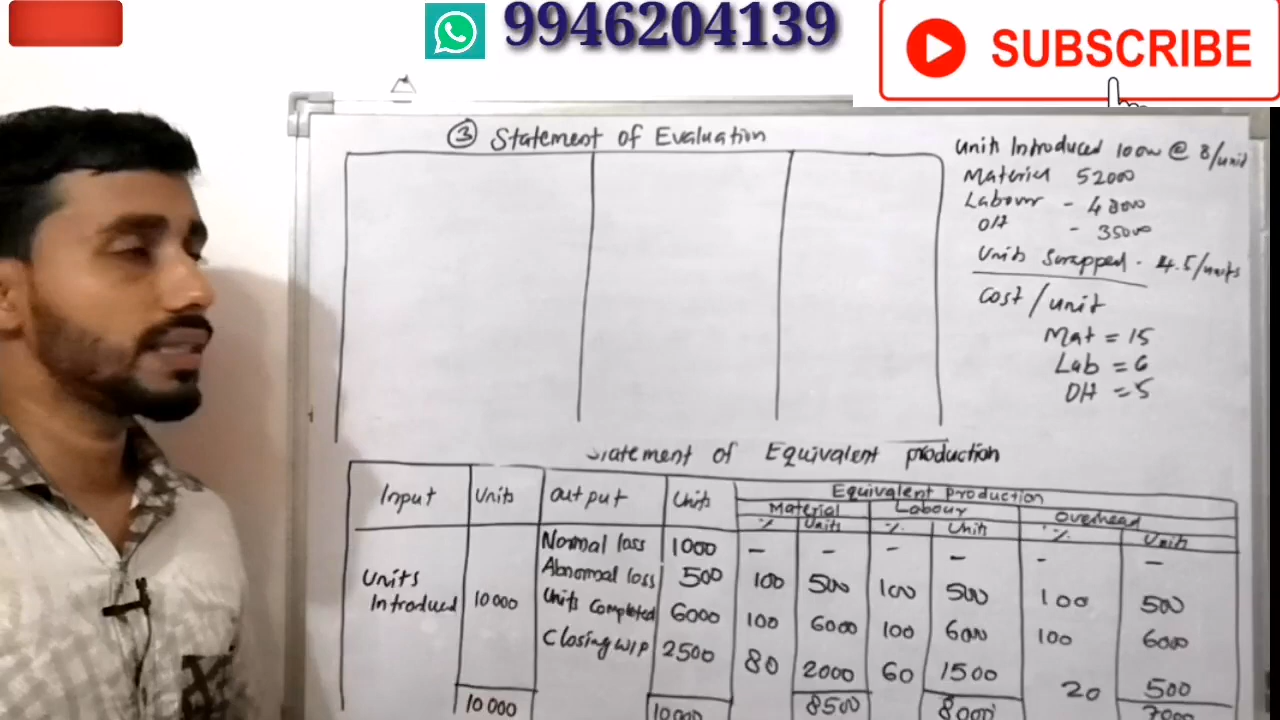 9946204139
SUBSCRIBE
③ Statement of Evaluation
Units Introduced 10000 @ 8/unit
Material 52000
Labour - 48000
OH - 35000
Units Scrapped - 4.5/units
Cost/unit
Mat = 15
Lab = 6
OH = 5
Statement of Equivalent production
Input Units Output Units Equivalent production
Material Labour Overhead
% Units % Units % Units
Normal loss 1000 - - - - - -
Abnormal loss 500 100 500 100 500 100 500
Units Introduced 10000 Units Completed 6000 100 6000 100 6000 100 6000
Closing WIP 2500 80 2000 60 1500 20 500
10000 10000 8500 8000 7000